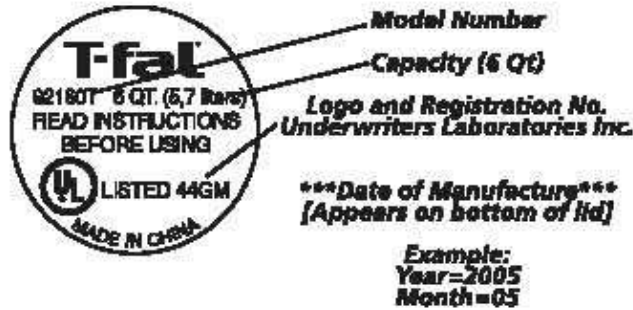 T-fal
Model Number
92160T 6 QT. (5,7 liters)
Capacity (6 Qt)
READ INSTRUCTIONS
BEFORE USING
Logo and Registration No.
Underwriters Laboratories Inc.
UL LISTED 44GM
MADE IN CHINA
***Date of Manufacture***
[Appears on bottom of lid]
Example:
Year=2005
Month=05